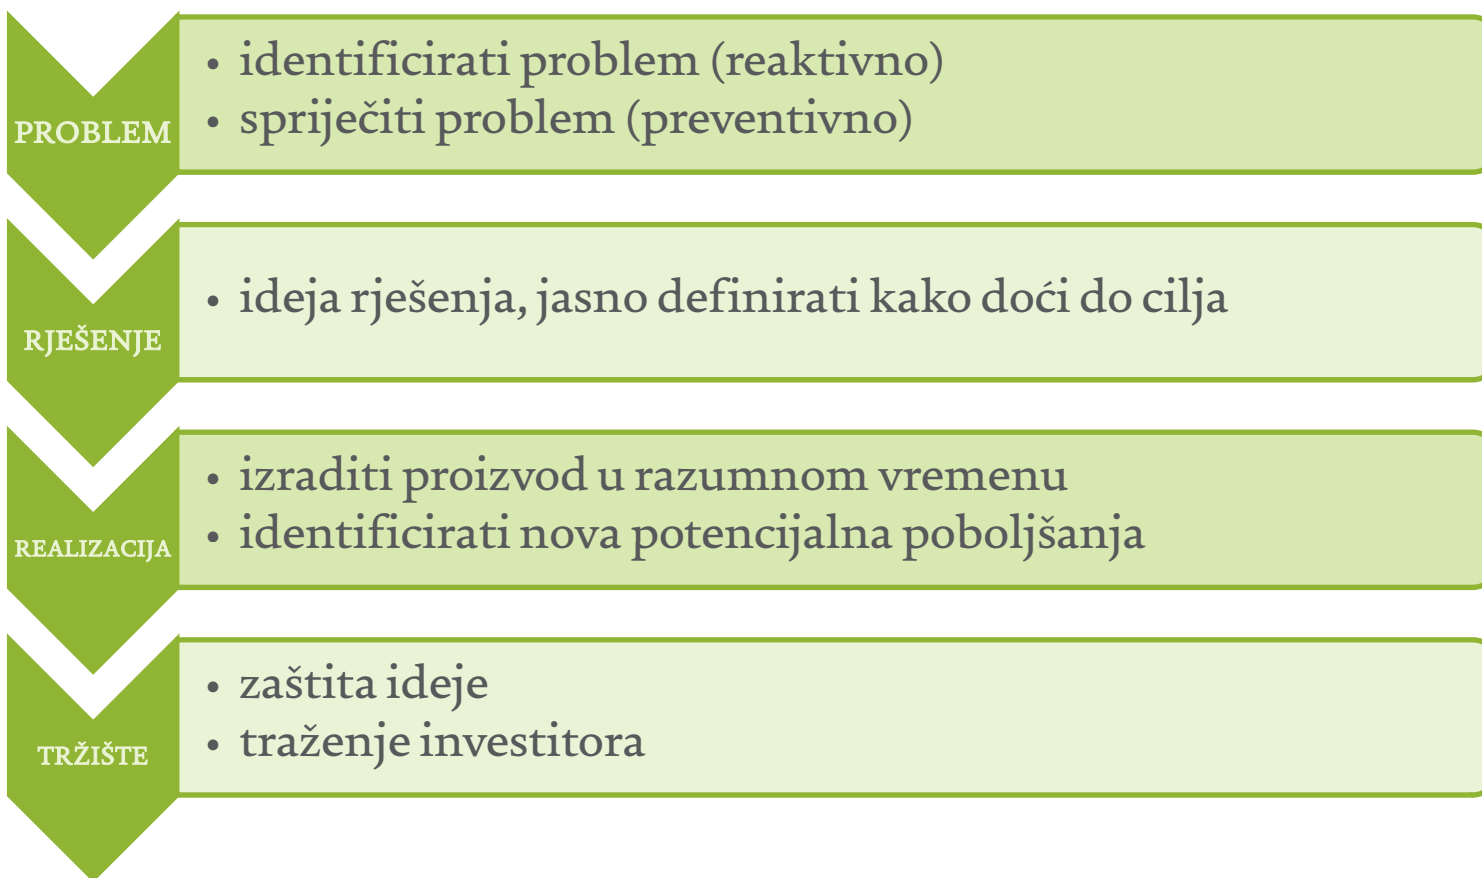 PROBLEM
• identificirati problem (reaktivno)
• spriječiti problem (preventivno)
RJEŠENJE
• ideja rješenja, jasno definirati kako doći do cilja
REALIZACIJA
• izraditi proizvod u razumnom vremenu
• identificirati nova potencijalna poboljšanja
TRŽIŠTE
• zaštita ideje
• traženje investitora